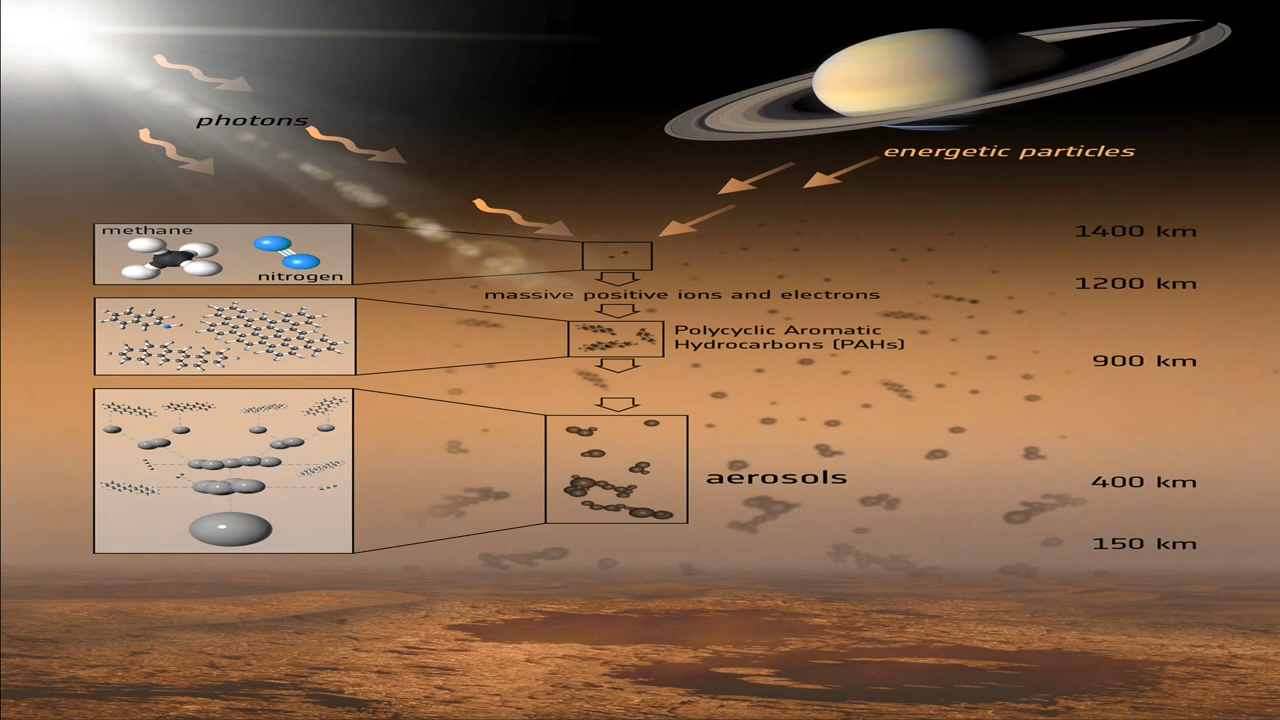 photons
energetic particles
methane
nitrogen
1400 km
1200 km
massive positive ions and electrons
Polycyclic Aromatic
Hydrocarbons (PAHs)
900 km
aerosols
400 km
150 km